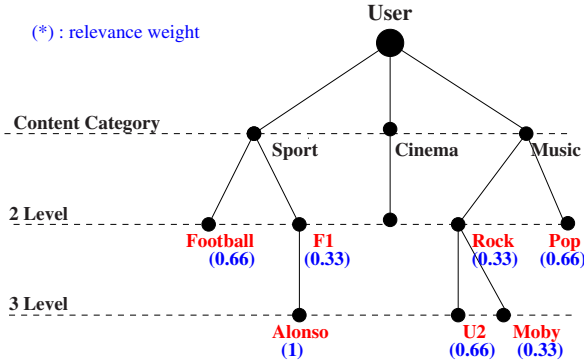 User
(*) : relevance weight
Content Category
Sport Cinema Music
2 Level
Football F1 Rock Pop
(0.66) (0.33) (0.33) (0.66)
3 Level
Alonso U2 Moby
(1) (0.66) (0.33)